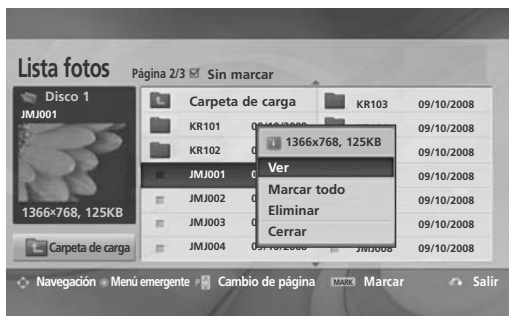 Lista fotos Página 2/3 Sin marcar
Disco 1
JMJ001
1366x768, 125KB
Carpeta de carga
Carpeta de carga
KR101
KR102
JMJ001
JMJ002
JMJ003
JMJ004
1366x768, 125KB
Ver
Marcar todo
Eliminar
Cerrar
KR103 09/10/2008
09/10/2008
09/10/2008
09/10/2008
09/10/2008
09/10/2008
JMJ008 09/10/2008
Navegación Menú emergente P Cambio de página MARK Marcar Salir